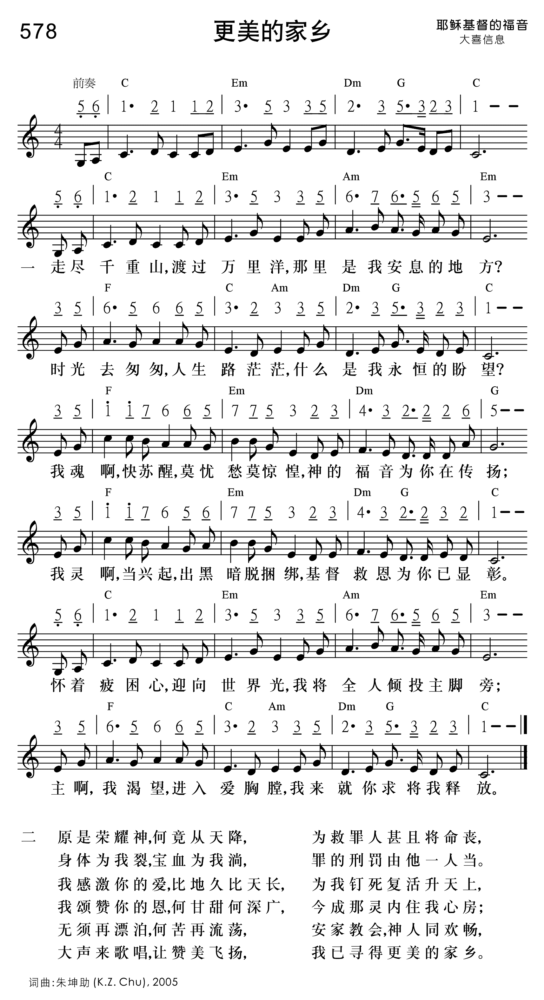 578
更美的家乡
耶稣基督的福音
大喜信息
前奏 C Em Dm G C
5 6 | 1• 2 1 1 2 | 3• 5 3 3 5 | 2• 3 5• 3 2 3 | 1 – –
4
4
C Em Am Em
5 6 | 1• 2 1 1 2 | 3• 5 3 3 5 | 6• 7 6• 5 6 5 | 3 – –
一 走尽 千重山,渡过 万里洋,那里 是我安息的地 方?
F C Am Dm G C
3 5 | 6• 5 6 6 5 | 3• 2 3 3 5 | 2• 3 5• 3 2 3 | 1 – –
时光 去匆匆,人生 路茫茫,什么 是我永恒的盼 望?
F Em Dm G
3 5 | 1 1 7 6 6 5 | 7 7 5 3 2 3 | 4• 3 2• 2 2 6 | 5 – –
我魂 啊,快苏醒,莫忧 愁莫惊惶,神的 福音为你在传 扬;
F Em Dm G C
3 5 | 1 1 7 6 5 6 | 7 7 5 3 2 3 | 4• 3 2• 2 3 2 | 1 – –
我灵 啊,当兴起,出黑 暗脱捆绑,基督 救恩为你已显 彰。
C Em Am Em
5 6 | 1• 2 1 1 2 | 3• 5 3 3 5 | 6• 7 6• 5 6 5 | 3 – –
怀着 疲困心,迎向 世界光,我将 全人倾投主脚 旁;
F C Am Dm G C
3 5 | 6• 5 6 6 5 | 3• 2 3 3 5 | 2• 3 5• 3 2 3 | 1 – –
主啊, 我渴望,进入 爱胸膛,我来 就你求将我释 放。
二 原是荣耀神,何竟从天降, 为救罪人甚且将命丧,
身体为我裂,宝血为我淌, 罪的刑罚由他一人当。
我感激你的爱,比地久比天长, 为我钉死复活升天上,
我颂赞你的恩,何甘甜何深广, 今成那灵内住我心房;
无须再漂泊,何苦再流荡, 安家教会,神人同欢畅,
大声来歌唱,让赞美飞扬, 我已寻得更美的家乡。
词曲:朱坤助 (K.Z. Chu), 2005